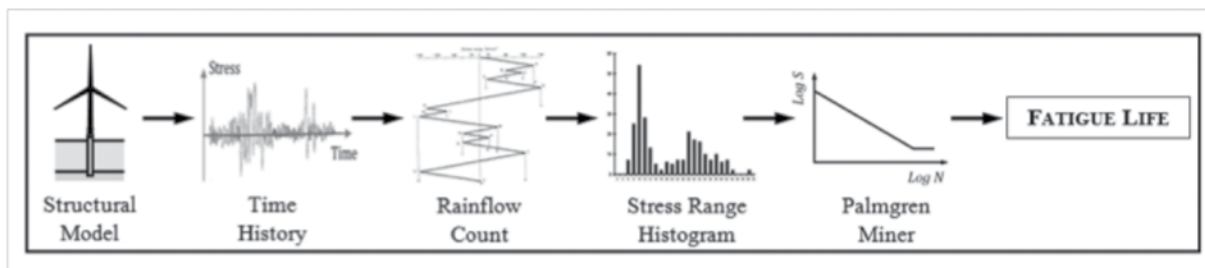 Stress
Time
Log S
Log N
FATIGUE LIFE
Structural
Model
Time
History
Rainflow
Count
Stress Range
Histogram
Palmgren
Miner